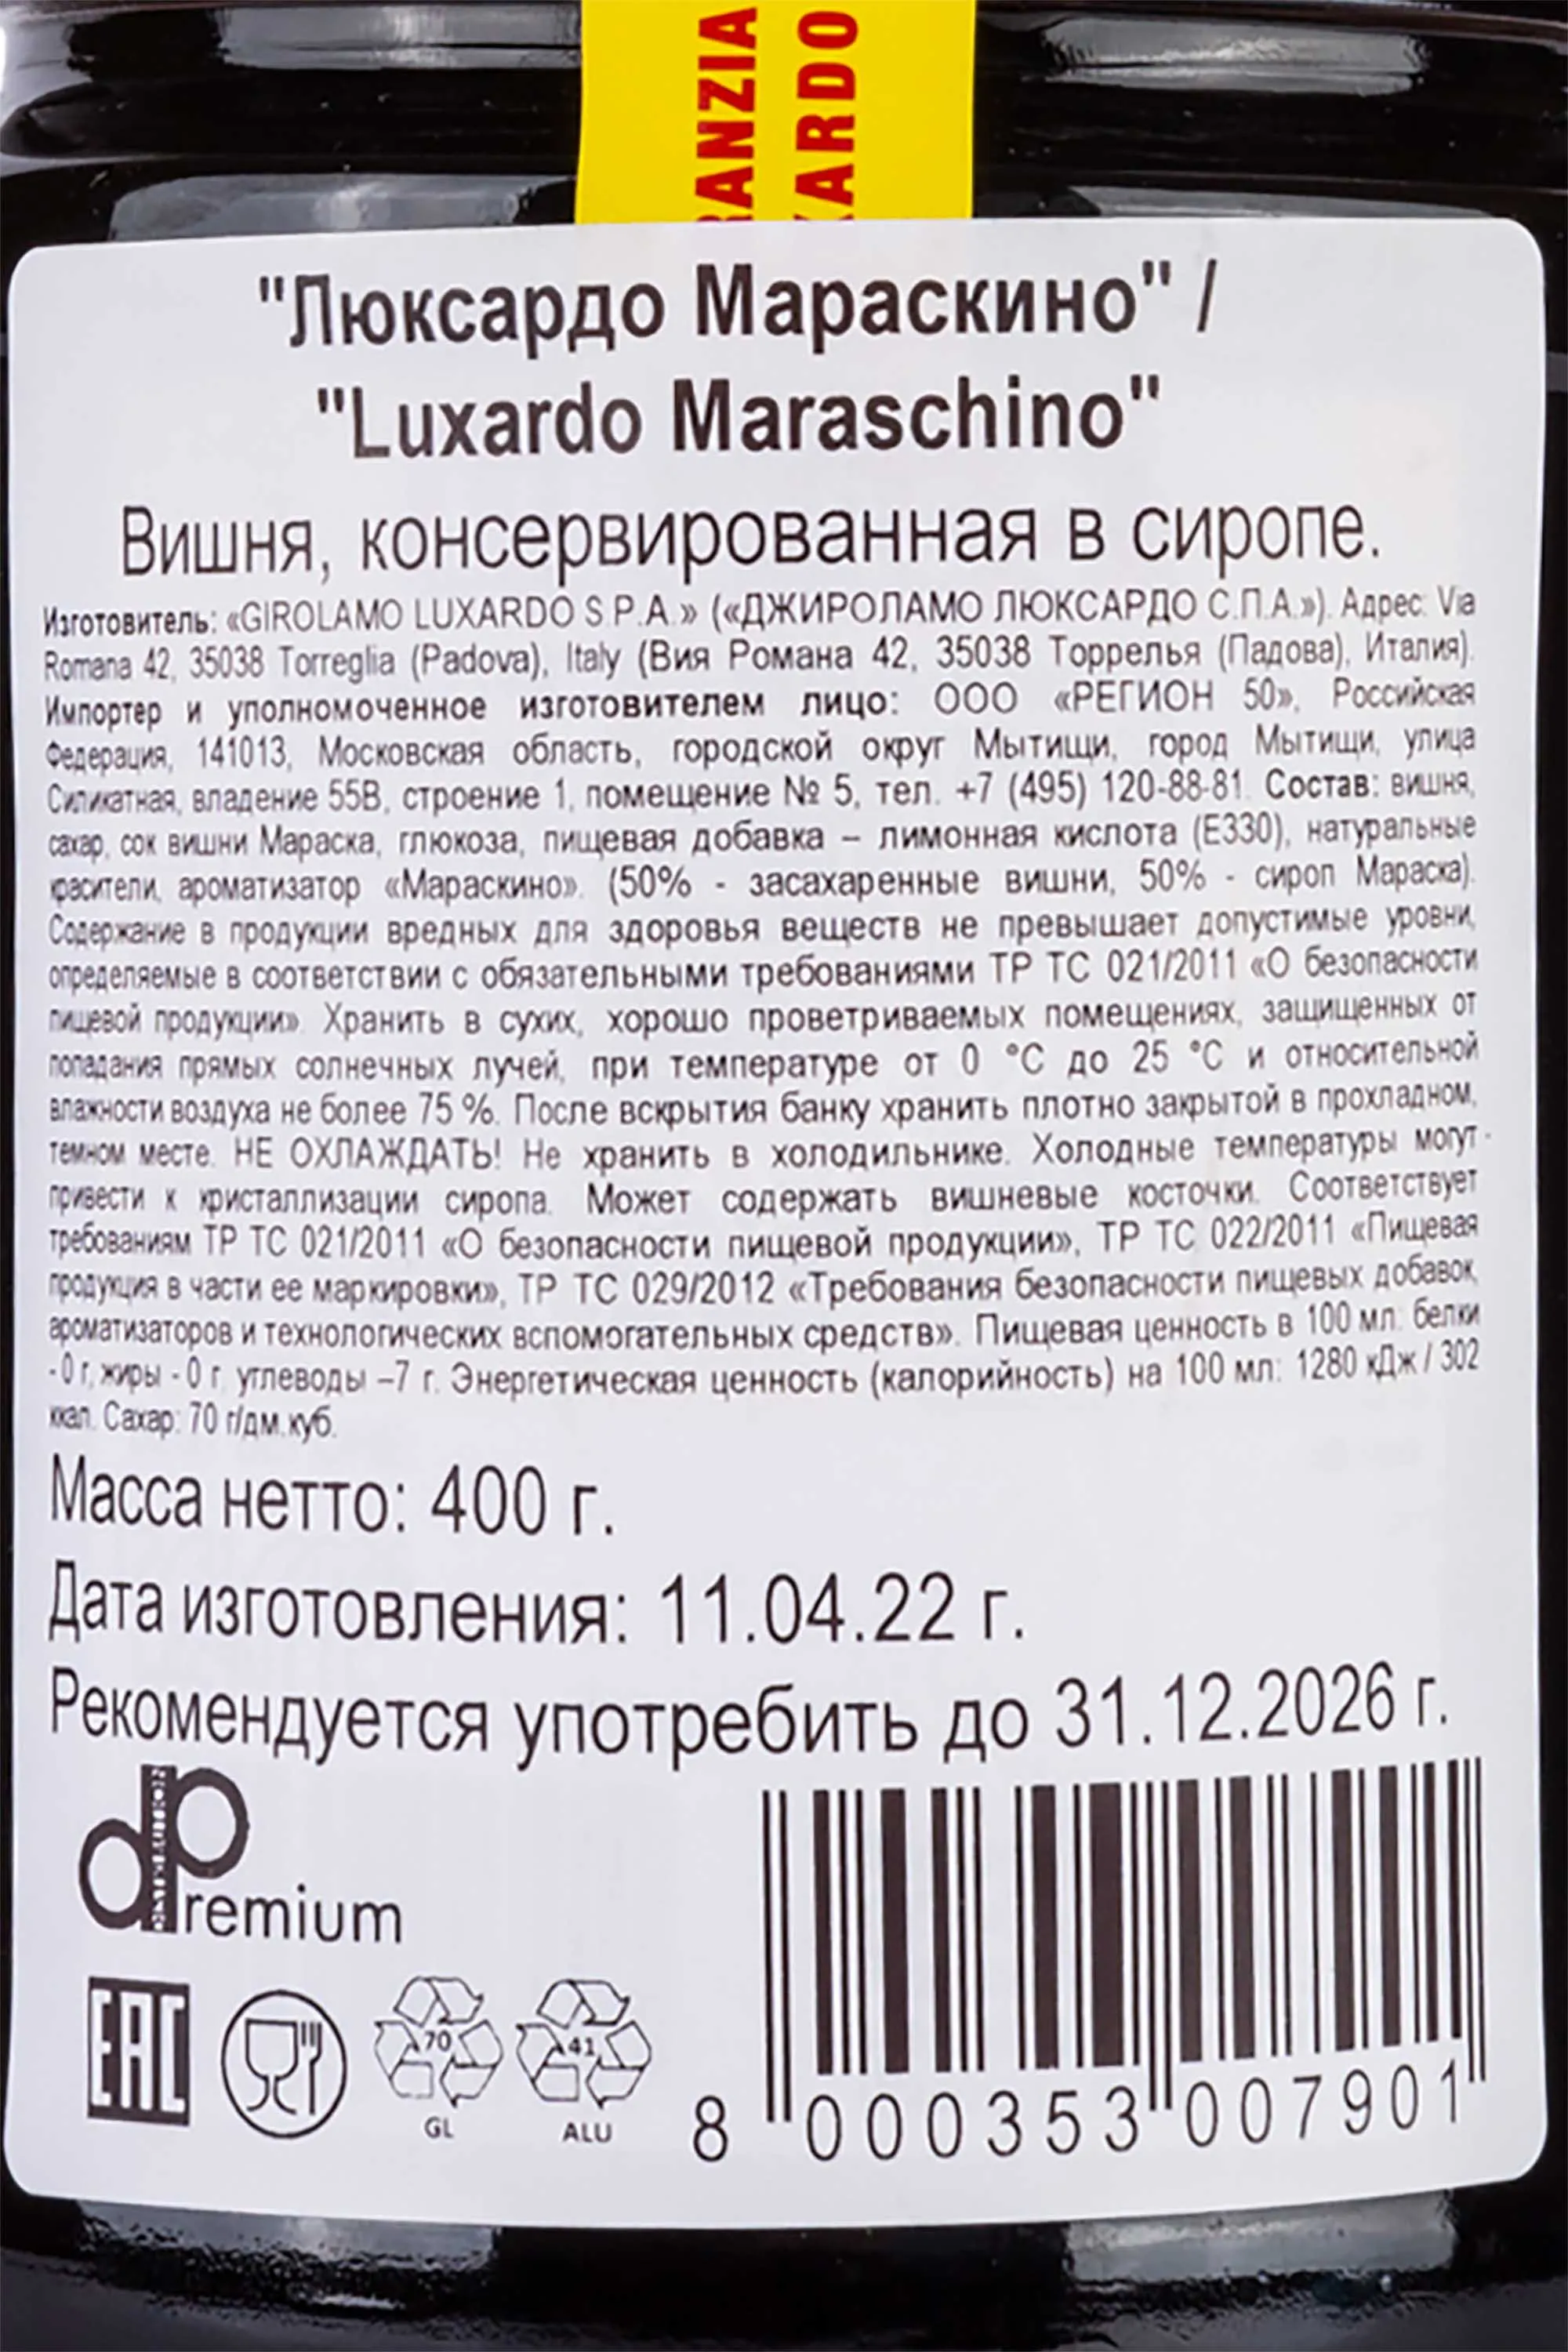 RANZIA
XARDO
"Люксардо Мараскино" /
"Luxardo Maraschino"
Вишня, консервированная в сиропе.
Изготовитель: «GIROLAMO LUXARDO S.P.A.» («ДЖИРОЛАМО ЛЮКСАРДО С.П.А.»). Адрес: Via
Romana 42, 35038 Torreglia (Padova), Italy (Вия Романа 42, 35038 Торрелья (Падова), Италия).
Импортер и уполномоченное изготовителем лицо: ООО «РЕГИОН 50», Российская
Федерация, 141013, Московская область, городской округ Мытищи, город Мытищи, улица
Силикатная, владение 55В, строение 1, помещение № 5, тел. +7 (495) 120-88-81. Состав: вишня,
сахар, сок вишни Мараска, глюкоза, пищевая добавка – лимонная кислота (Е330), натуральные
красители, ароматизатор «Мараскино». (50% - засахаренные вишни, 50% - сироп Мараска).
Содержание в продукции вредных для здоровья веществ не превышает допустимые уровни,
определяемые в соответствии с обязательными требованиями ТР ТС 021/2011 «О безопасности
пищевой продукции». Хранить в сухих, хорошо проветриваемых помещениях, защищенных от
попадания прямых солнечных лучей, при температуре от 0 °С до 25 °С и относительной
влажности воздуха не более 75 %. После вскрытия банку хранить плотно закрытой в прохладном,
темном месте. НЕ ОХЛАЖДАТЬ! Не хранить в холодильнике. Холодные температуры могут
привести к кристаллизации сиропа. Может содержать вишневые косточки. Соответствует
требованиям ТР ТС 021/2011 «О безопасности пищевой продукции», ТР ТС 022/2011 «Пищевая
продукция в части ее маркировки», ТР ТС 029/2012 «Требования безопасности пищевых добавок,
ароматизаторов и технологических вспомогательных средств». Пищевая ценность в 100 мл: белки
- 0 г, жиры - 0 г, углеводы –7 г. Энергетическая ценность (калорийность) на 100 мл: 1280 кДж / 302
ккал. Сахар: 70 г/дм.куб.
Масса нетто: 400 г.
Дата изготовления: 11.04.22 г.
Рекомендуется употребить до 31.12.2026 г.
dPremium
EAC
70
GL
41
ALU
8 000353 007901